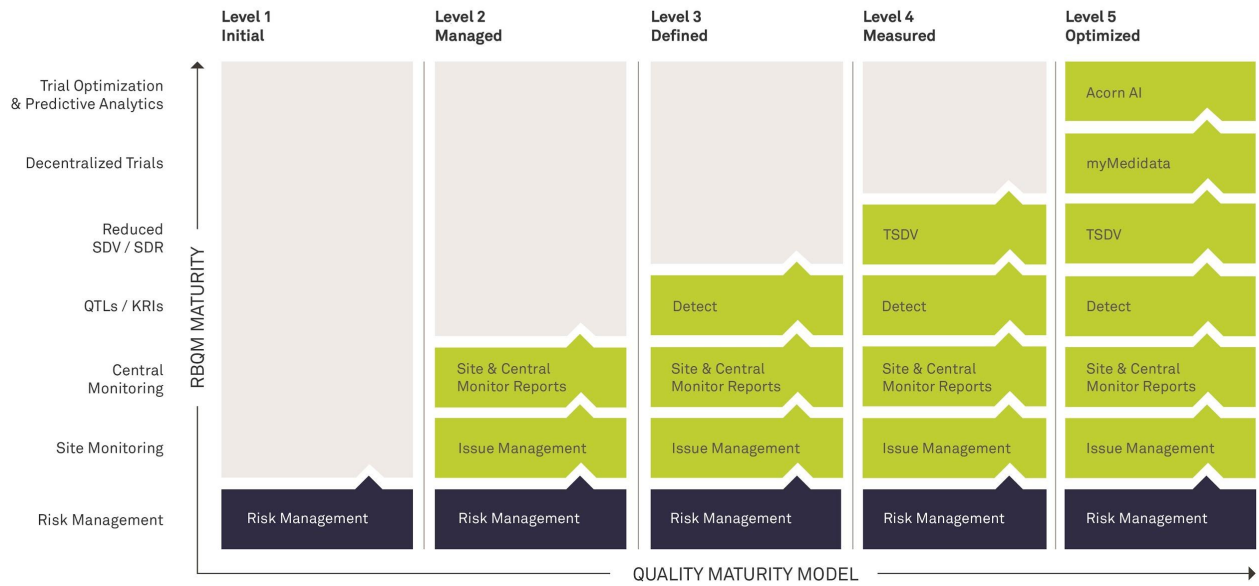 Level 1
Initial
Level 2
Managed
Level 3
Defined
Level 4
Measured
Level 5
Optimized
Trial Optimization
& Predictive Analytics
Acorn AI
Decentralized Trials
myMedidata
Reduced
SDV / SDR
TSDV
TSDV
QTLs / KRIs
Detect
Detect
Detect
Central
Monitoring
Site & Central
Monitor Reports
Site & Central
Monitor Reports
Site & Central
Monitor Reports
Site & Central
Monitor Reports
Site Monitoring
Issue Management
Issue Management
Issue Management
Issue Management
Risk Management
Risk Management
Risk Management
Risk Management
Risk Management
Risk Management
RBQM MATURITY
QUALITY MATURITY MODEL